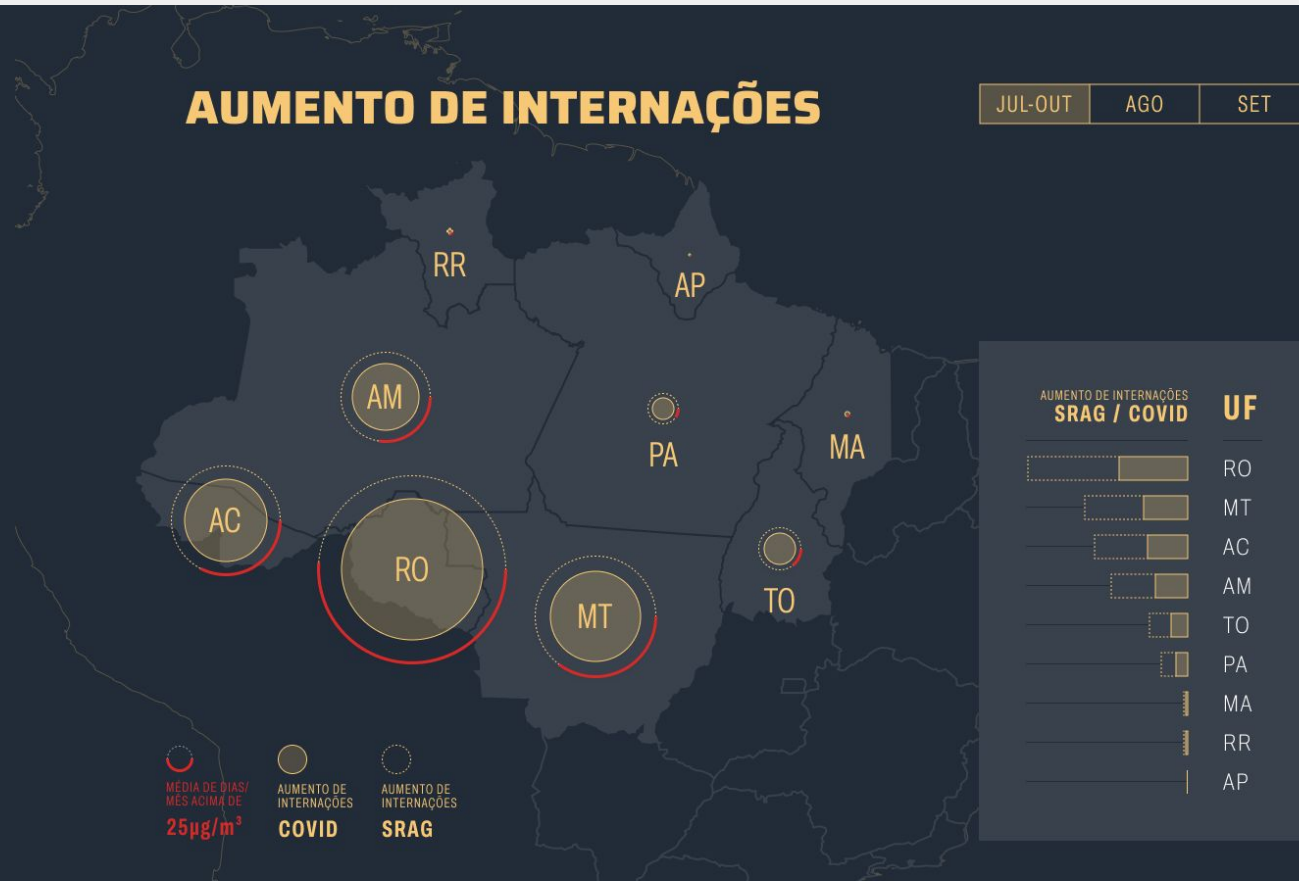 AUMENTO DE INTERNAÇÕES
JUL-OUT
AGO
SET
RR
AP
AM
PA
MA
AC
RO
MT
TO
AUMENTO DE INTERNAÇÕES
SRAG / COVID
UF
RO
MT
AC
AM
TO
PA
MA
RR
AP
MÉDIA DE DIAS/
MÊS ACIMA DE
25µg/m³
AUMENTO DE
INTERNAÇÕES
COVID
AUMENTO DE
INTERNAÇÕES
SRAG